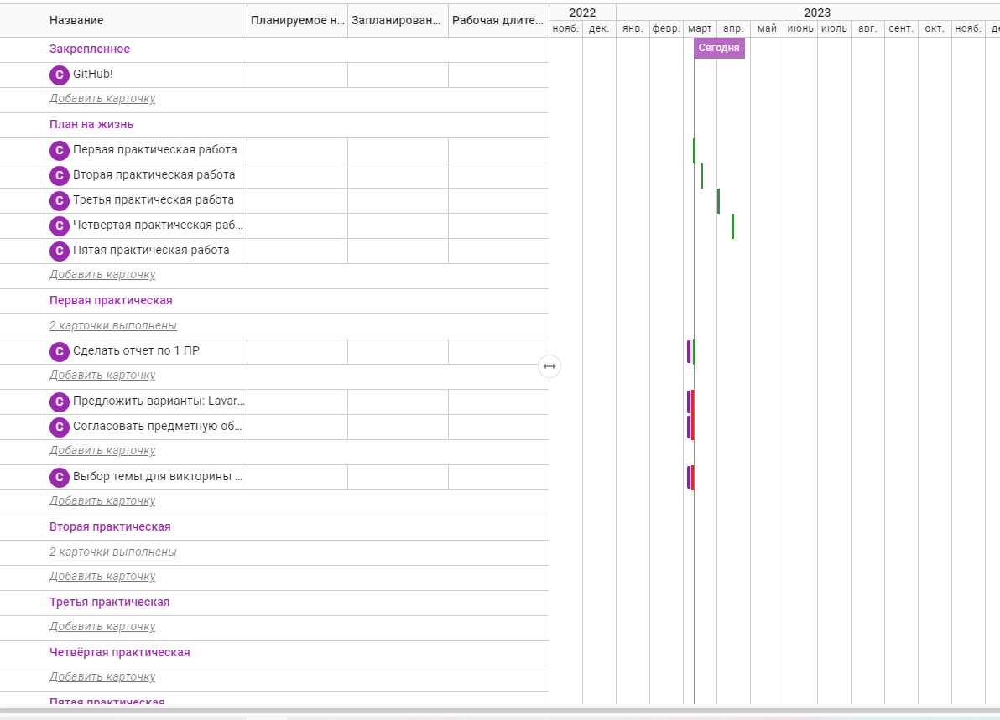 Название Планируемое н... Запланирован... Рабочая длите... 2022 2023
нояб. дек. янв. февр. март апр. май июнь июль авг. сент. окт. нояб. де
Закрепленное Сегодня
С GitHub!
Добавить карточку
План на жизнь
С Первая практическая работа
С Вторая практическая работа
С Третья практическая работа
С Четвертая практическая раб...
С Пятая практическая работа
Добавить карточку
Первая практическая
2 карточки выполнены
С Сделать отчет по 1 ПР
Добавить карточку
С Предложить варианты: Lavar...
С Согласовать предметную об...
Добавить карточку
С Выбор темы для викторины ...
Добавить карточку
Вторая практическая
2 карточки выполнены
Добавить карточку
Третья практическая
Добавить карточку
Четвёртая практическая
Добавить карточку
Пятая практическая